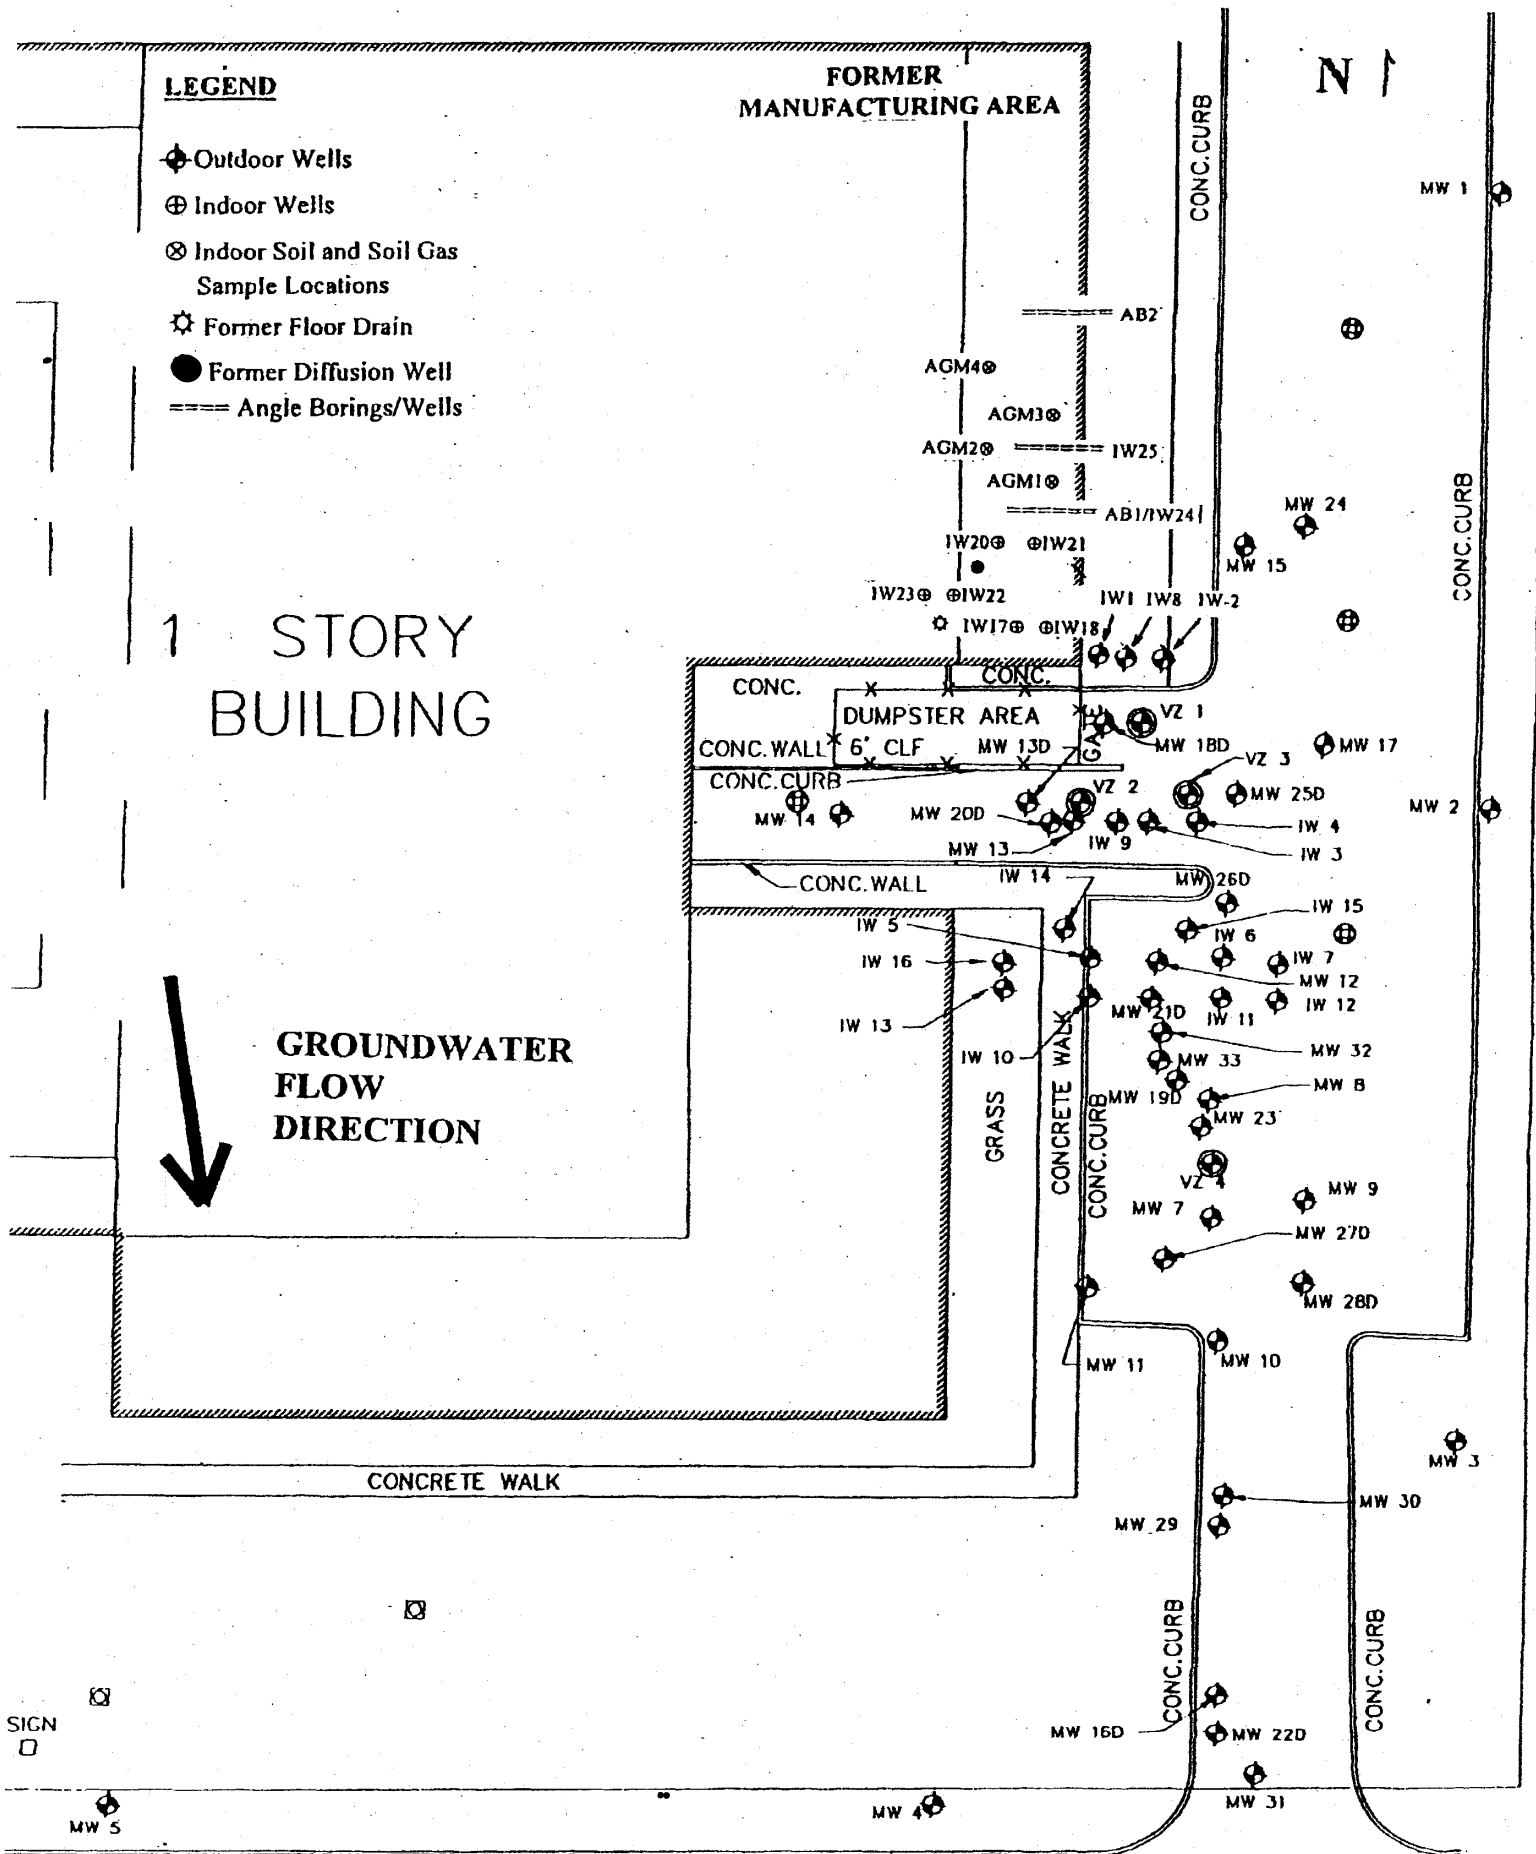 LEGEND
Outdoor Wells
Indoor Wells
Indoor Soil and Soil Gas
Sample Locations
Former Floor Drain
Former Diffusion Well
==== Angle Borings/Wells
FORMER
MANUFACTURING AREA
N
CONC.CURB
MW 1
AB2
AGM4
AGM3
AGM2
IW25
AGM1
AB1/IW24
MW 24
CONC.CURB
IW20
IW21
MW 15
IW23
IW22
IW1
IW8
IW-2
IW17
IW18
1 STORY
BUILDING
CONC.
CONC.
DUMPSTER AREA
GATE
VZ 1
CONC.WALL
6' CLF
MW 13D
MW 18D
MW 17
CONC.CURB
VZ 3
VZ 2
MW 25D
MW 14
MW 20D
MW 2
IW 4
MW 13
IW 9
IW 3
CONC.WALL
IW 14
MW 26D
IW 15
IW 5
IW 6
IW 16
IW 7
MW 12
MW 21D
IW 11
IW 12
IW 13
IW 10
MW 32
MW 33
GROUNDWATER
FLOW
DIRECTION
MW 8
MW 19D
MW 23
GRASS
CONCRETE WALK
CONC.CURB
VZ 4
MW 9
MW 7
MW 27D
MW 28D
MW 10
MW 11
MW 3
CONCRETE WALK
MW 30
MW 29
CONC.CURB
CONC.CURB
SIGN
MW 16D
MW 22D
MW 31
MW 5
MW 4